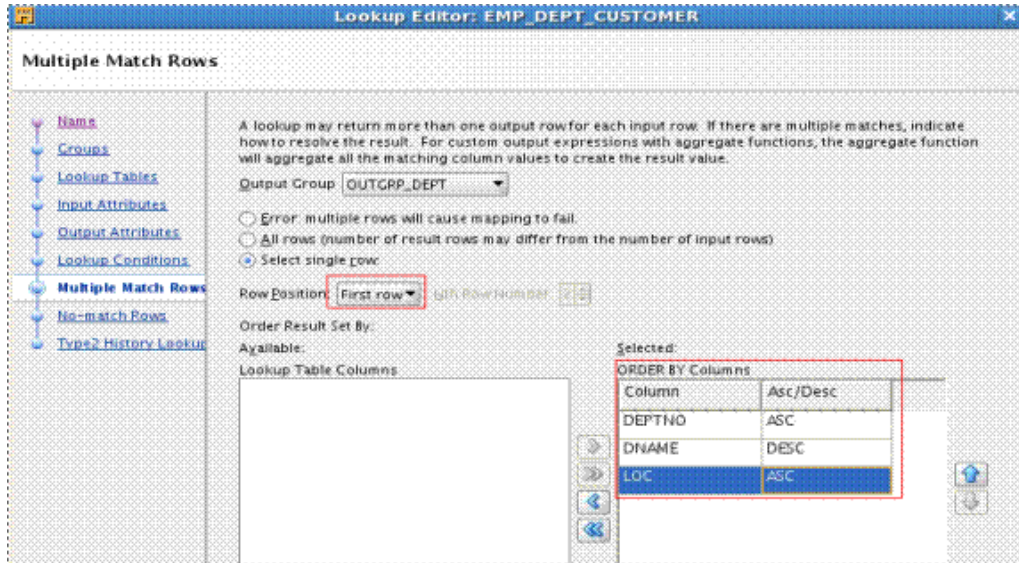 Lookup Editor: EMP_DEPT_CUSTOMER
Multiple Match Rows
Name
Groups
Lookup Tables
Input Attributes
Output Attributes
Lookup Conditions
Multiple Match Rows
No-match Rows
Type2 History Lookup
A lookup may return more than one output row for each input row. If there are multiple matches, indicate
how to resolve the result. For custom output expressions with aggregate functions, the aggregate function
will aggregate all the matching column values to create the result value.
Output Group OUTGRP_DEPT
Error: multiple rows will cause mapping to fail.
All rows (number of result rows may differ from the number of input rows)
Select single row:
Row Position: First row Nth Row Number
Order Result Set By:
Available: Selected:
Lookup Table Columns ORDER BY Columns
Column Asc/Desc
DEPTNO ASC
DNAME DESC
LOC ASC